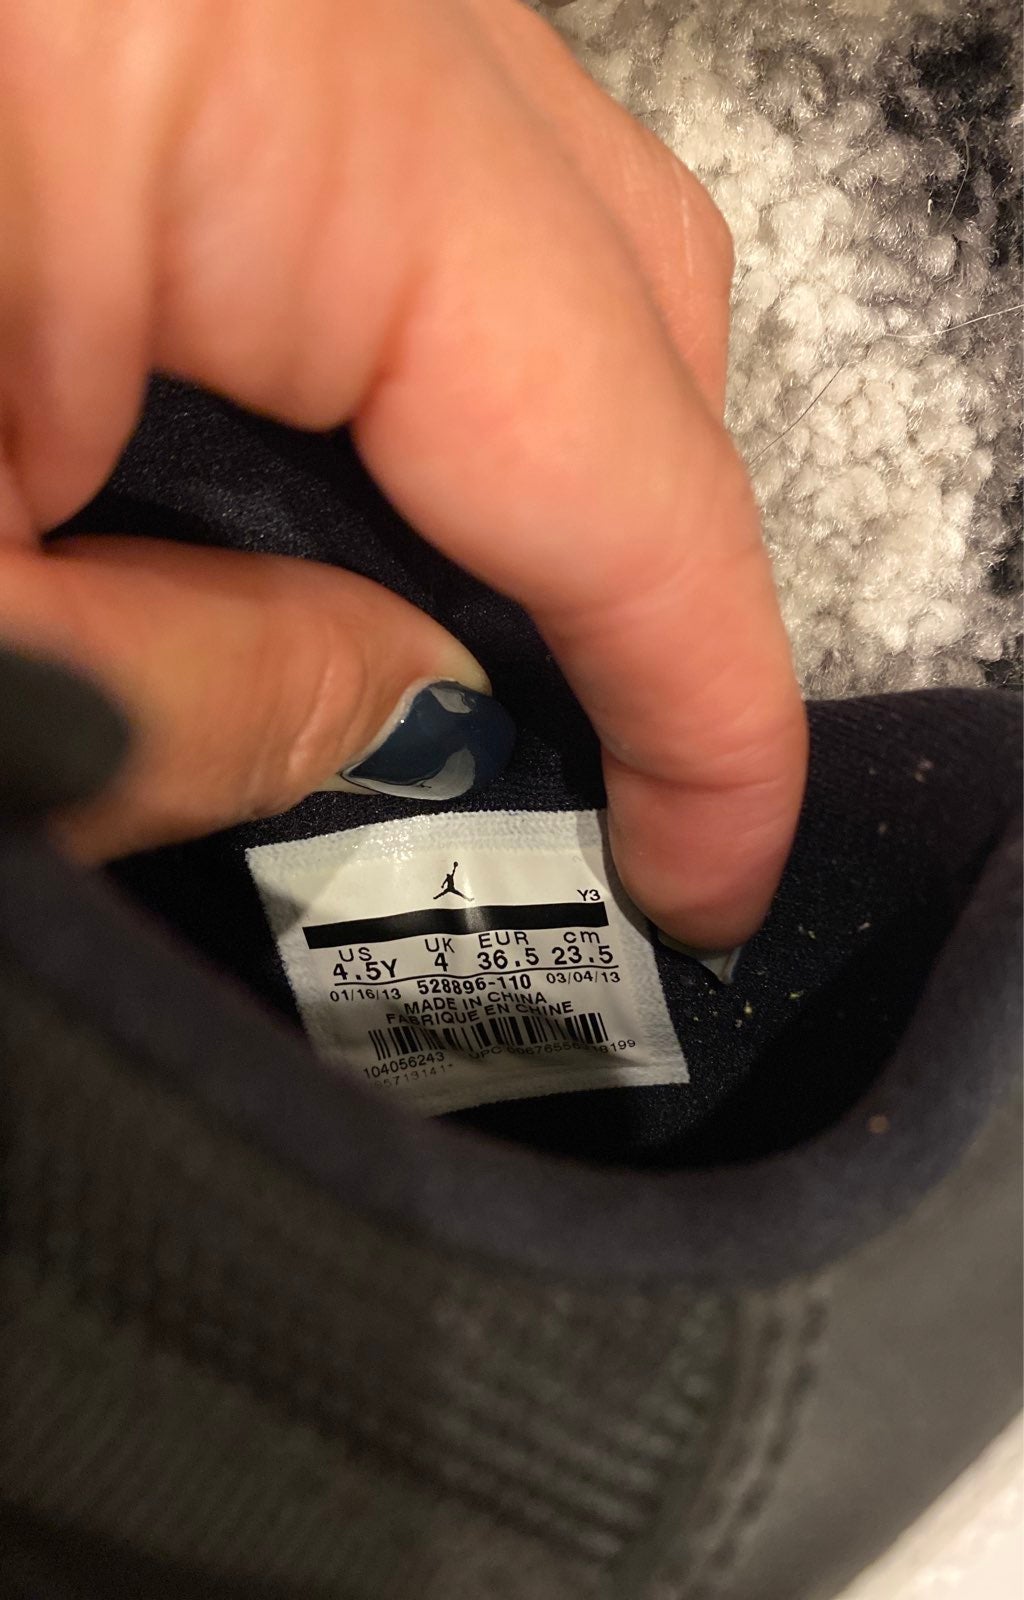 Y3
US UK EUR cm
4.5Y 4 36.5 23.5
01/16/13 528896-110 03/04/13
MADE IN CHINA
FABRIQUE EN CHINE
104056243